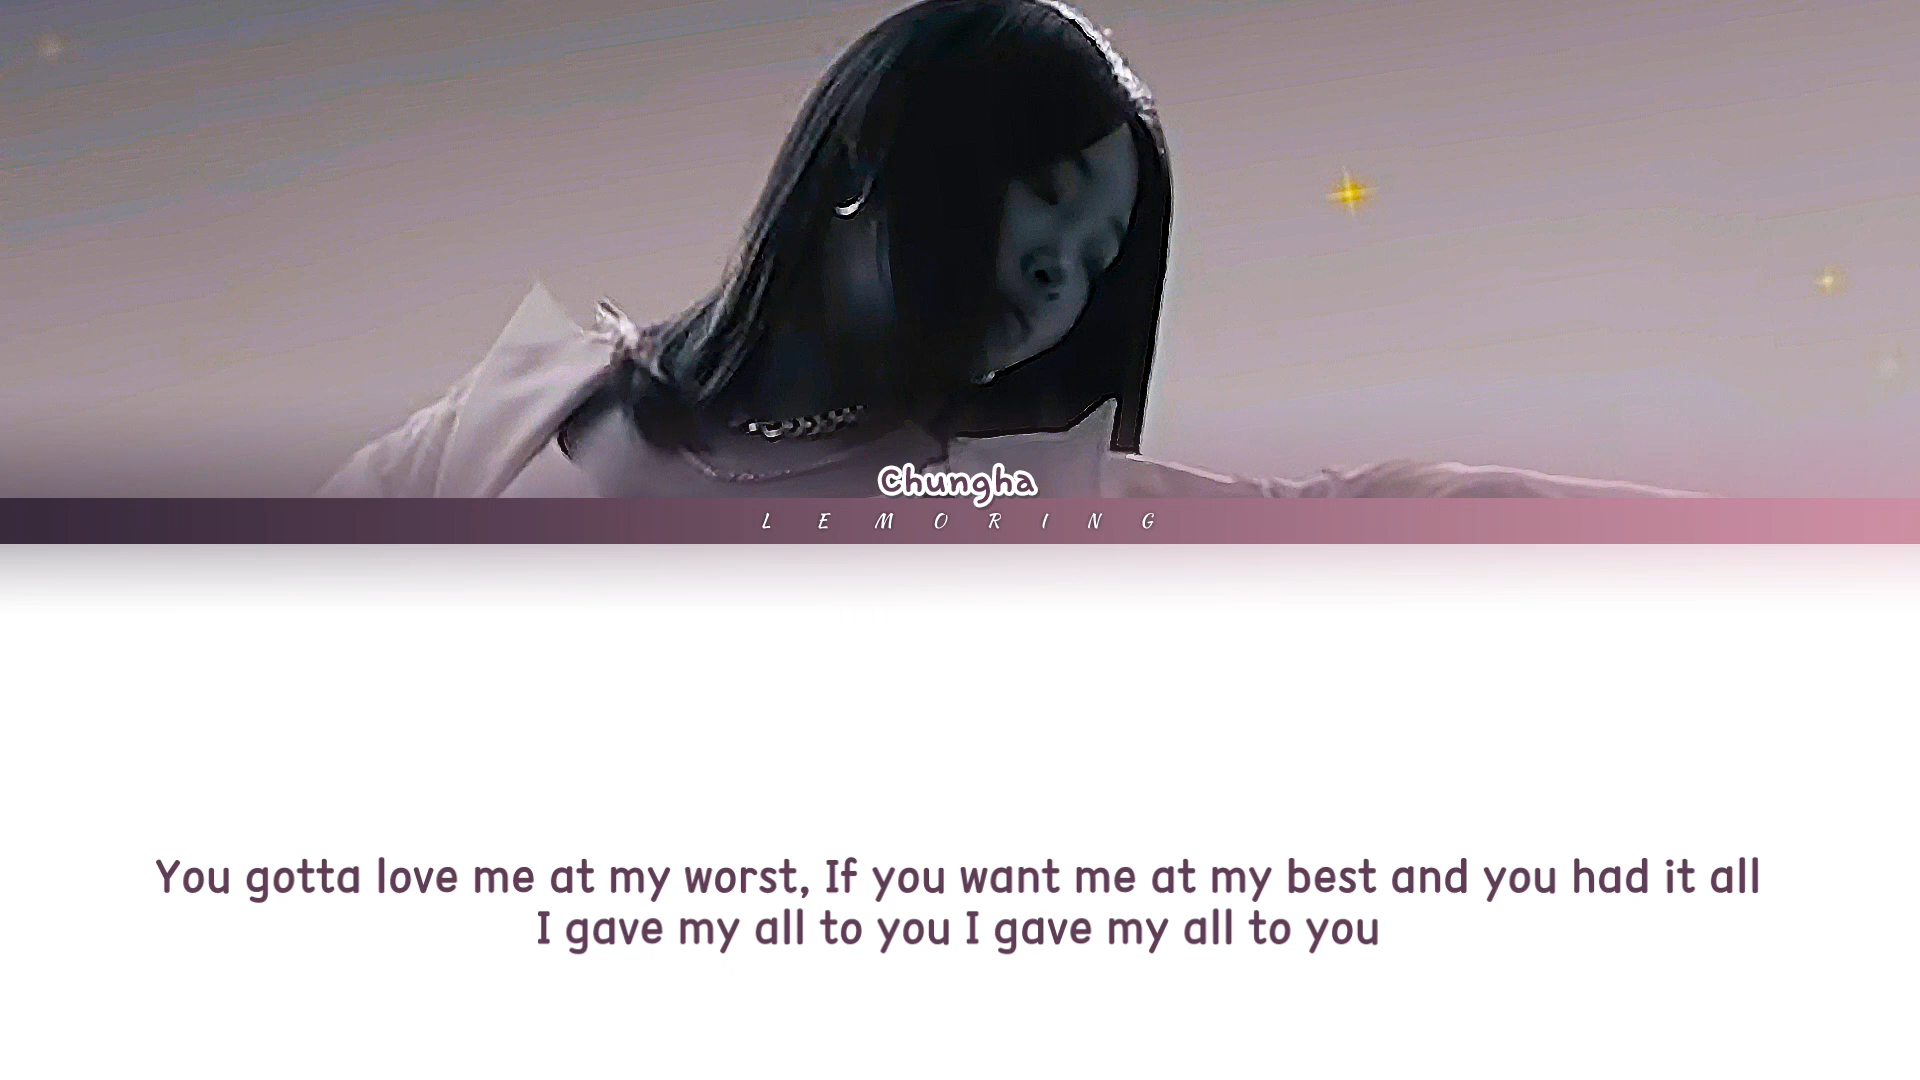 Chungha
LEMORING
You gotta love me at my worst, If you want me at my best and you had it all
I gave my all to you I gave my all to you